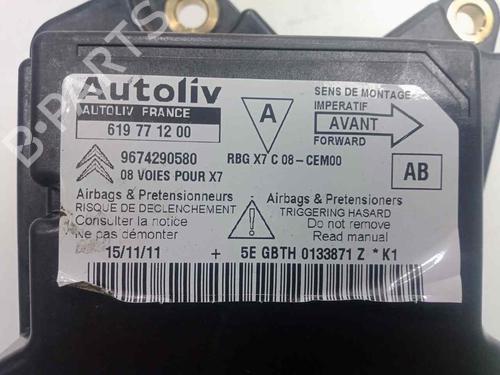 Autoliv
AUTOLIV FRANCE
619 77 12 00
9674290580
08 VOIES POUR X7
A
RBG X7 C 08-CEM00
SENS DE MONTAGE
IMPERATIF
AVANT
FORWARD
AB
Airbags & Pretensionneurs
RISQUE DE DECLENCHEMENT
Consulter la notice
Ne pas démonter
Airbags & Pretensioners
TRIGGERING HASARD
Do not remove
Read manual
15/11/11 + 5E GBTH 0133871 Z * K1